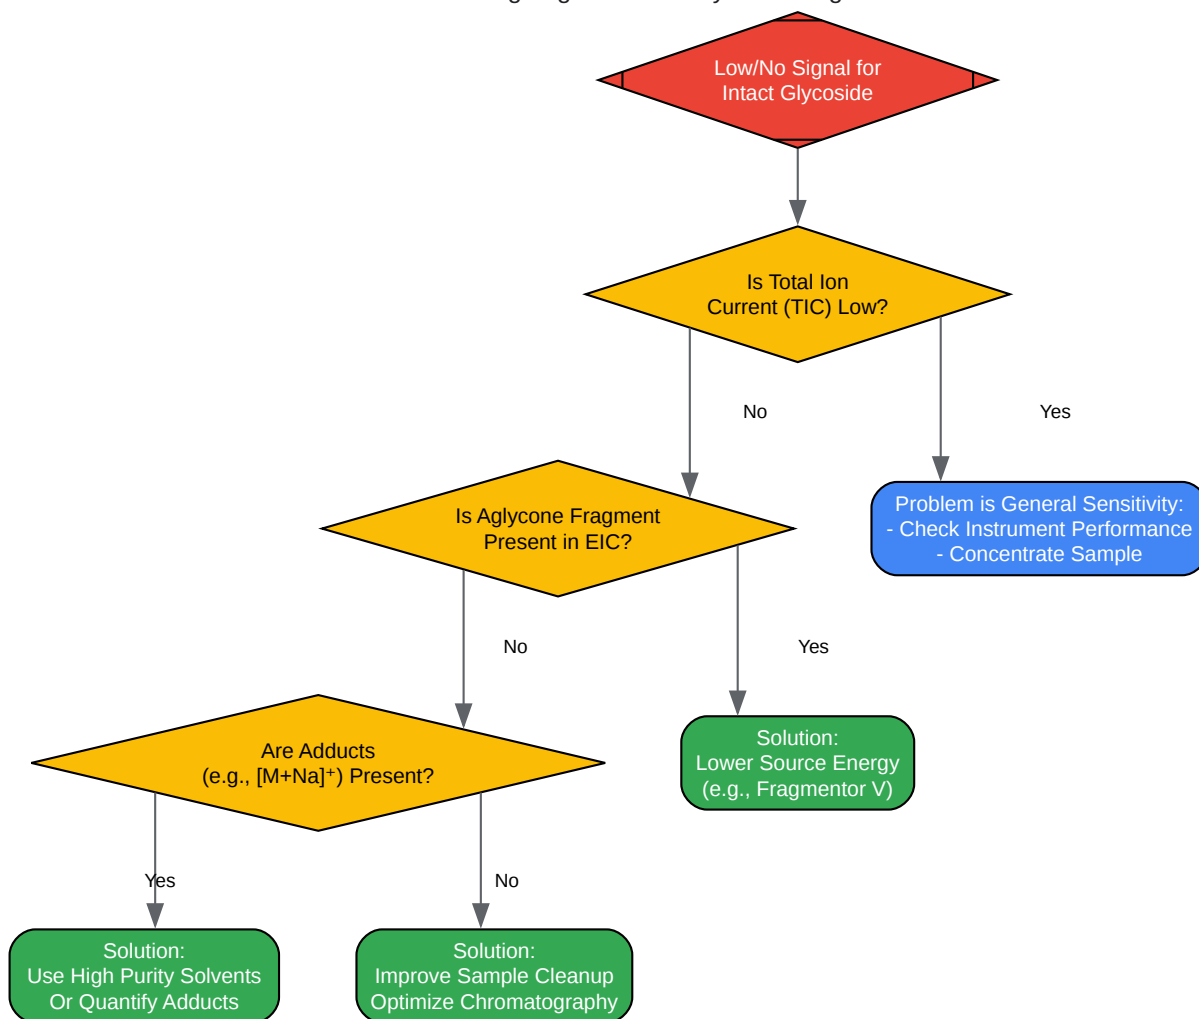 Low/No Signal for
Intact Glycoside
Is Total Ion
Current (TIC) Low?
No
Yes
Is Aglycone Fragment
Present in EIC?
Problem is General Sensitivity:
- Check Instrument Performance
- Concentrate Sample
No
Yes
Are Adducts
(e.g., [M+Na]⁺) Present?
Solution:
Lower Source Energy
(e.g., Fragmentor V)
Yes
No
Solution:
Use High Purity Solvents
Or Quantify Adducts
Solution:
Improve Sample Cleanup
Optimize Chromatography